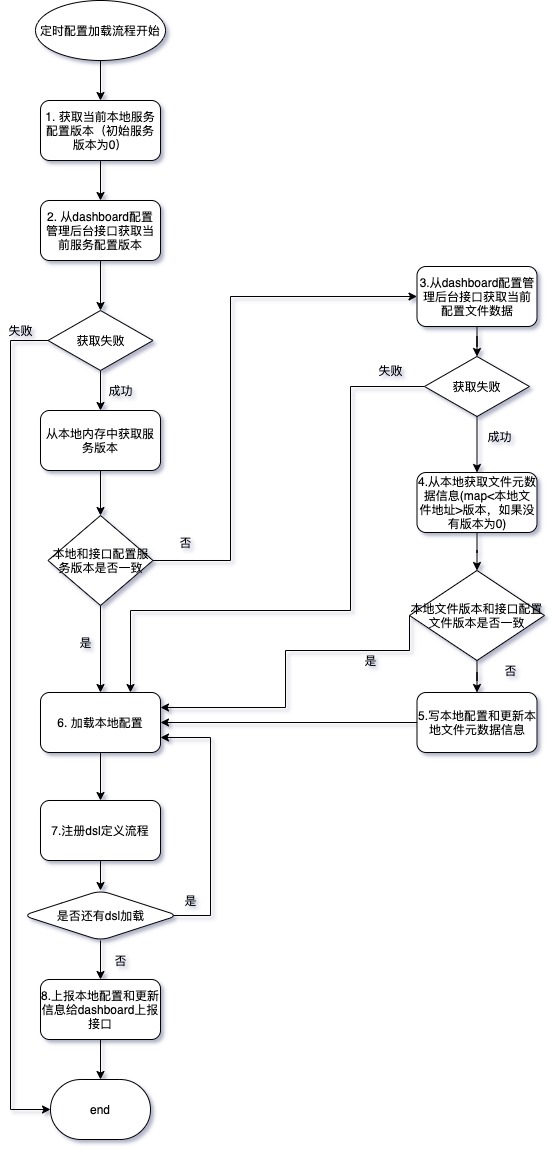 定时配置加载流程开始
1. 获取当前本地服务
配置版本（初始服务
版本为0）
2. 从dashboard配置
管理后台接口获取当
前服务配置版本
获取失败
失败
成功
从本地内存中获取服
务版本
本地和接口配置服
务版本是否一致
否
是
3.从dashboard配置管
理后台接口获取当前
配置文件数据
获取失败
失败
成功
4.从本地获取文件元数
据信息(map<本地文
件地址>版本，如果没
有版本为0)
本地文件版本和接口配置
文件版本是否一致
是
否
5.写本地配置和更新本
地文件元数据信息
6. 加载本地配置
7.注册dsl定义流程
是否还有dsl加载
是
否
8.上报本地配置和更新
信息给dashboard上报
接口
end